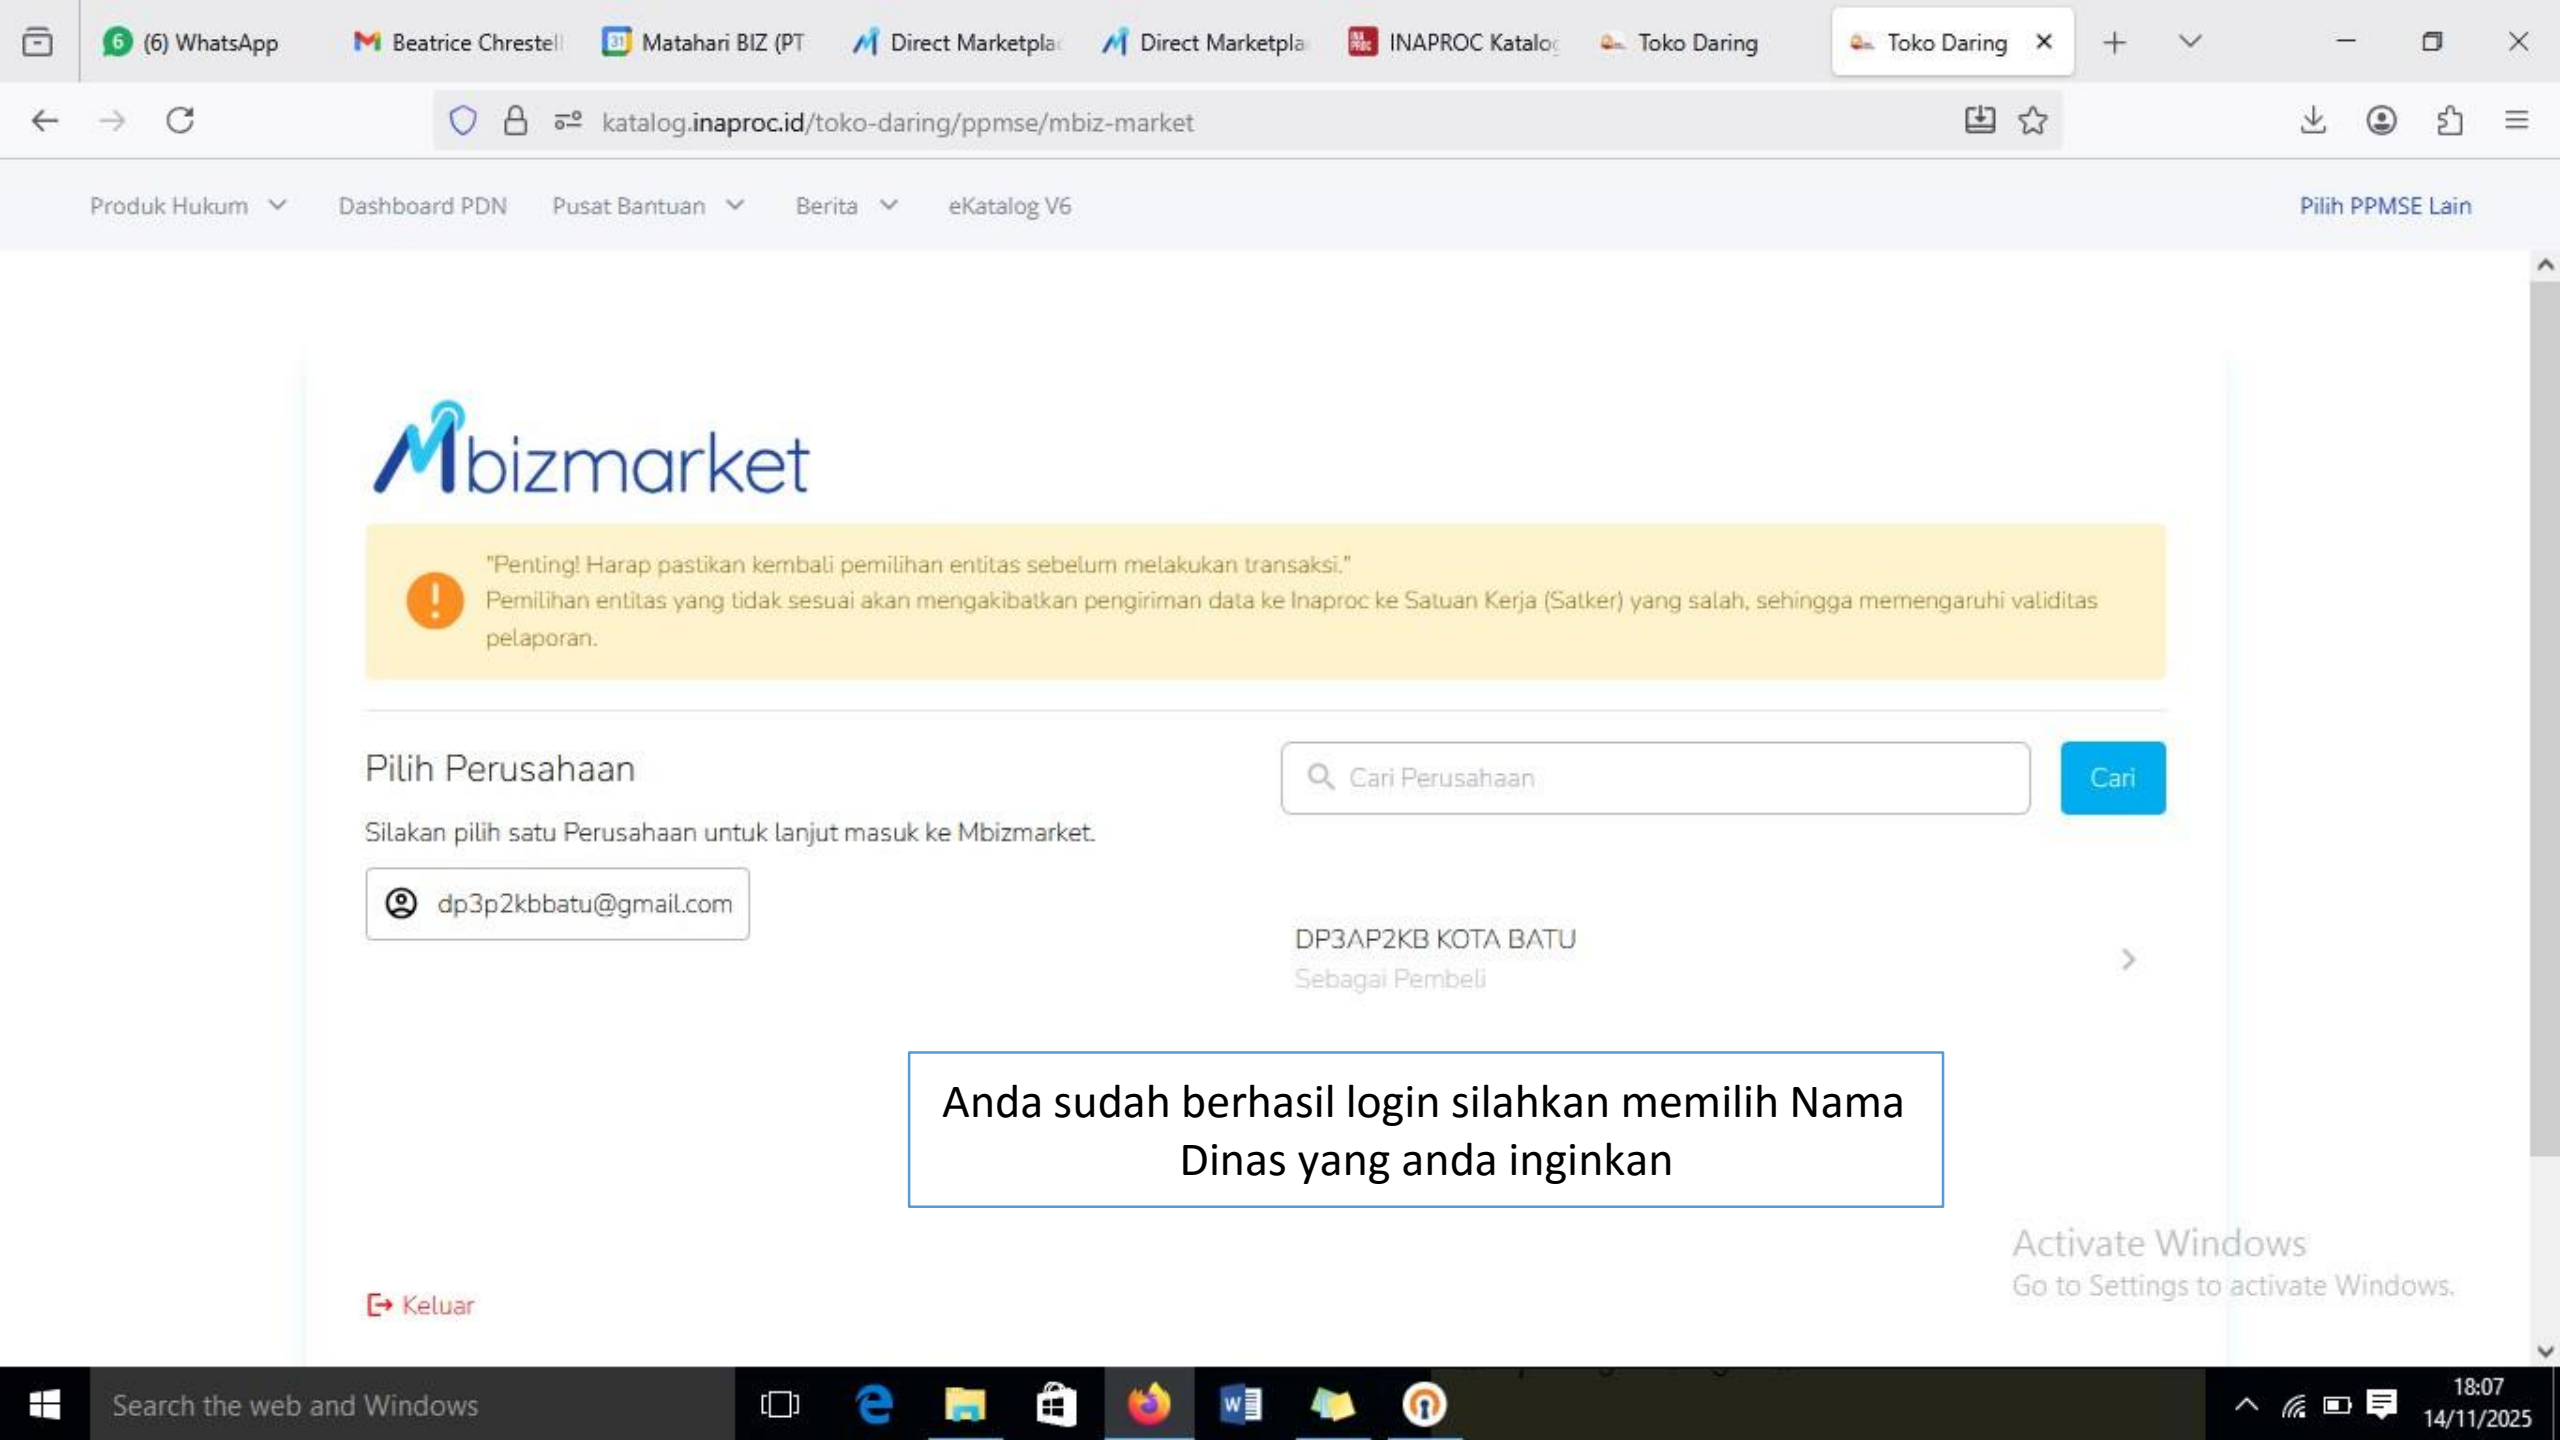 (6) WhatsApp
Beatrice Chrestell
Matahari BIZ (PT
Direct Marketpla
Direct Marketpla
INAPROC Katalog
Toko Daring
Toko Daring
katalog.inaproc.id/toko-daring/ppmse/mbiz-market
Produk Hukum
Dashboard PDN
Pusat Bantuan
Berita
eKatalog V6
Pilih PPMSE Lain
Mbizmarket
"Penting! Harap pastikan kembali pemilihan entitas sebelum melakukan transaksi."
Pemilihan entitas yang tidak sesuai akan mengakibatkan pengiriman data ke Inaproc ke Satuan Kerja (Satker) yang salah, sehingga memengaruhi validitas
pelaporan.
Pilih Perusahaan
Silakan pilih satu Perusahaan untuk lanjut masuk ke Mbizmarket.
dp3p2kbbatu@gmail.com
Cari Perusahaan
Cari
DP3AP2KB KOTA BATU
Sebagai Pembeli
Anda sudah berhasil login silahkan memilih Nama
Dinas yang anda inginkan
Keluar
Activate Windows
Go to Settings to activate Windows.
Search the web and Windows
18:07
14/11/2025